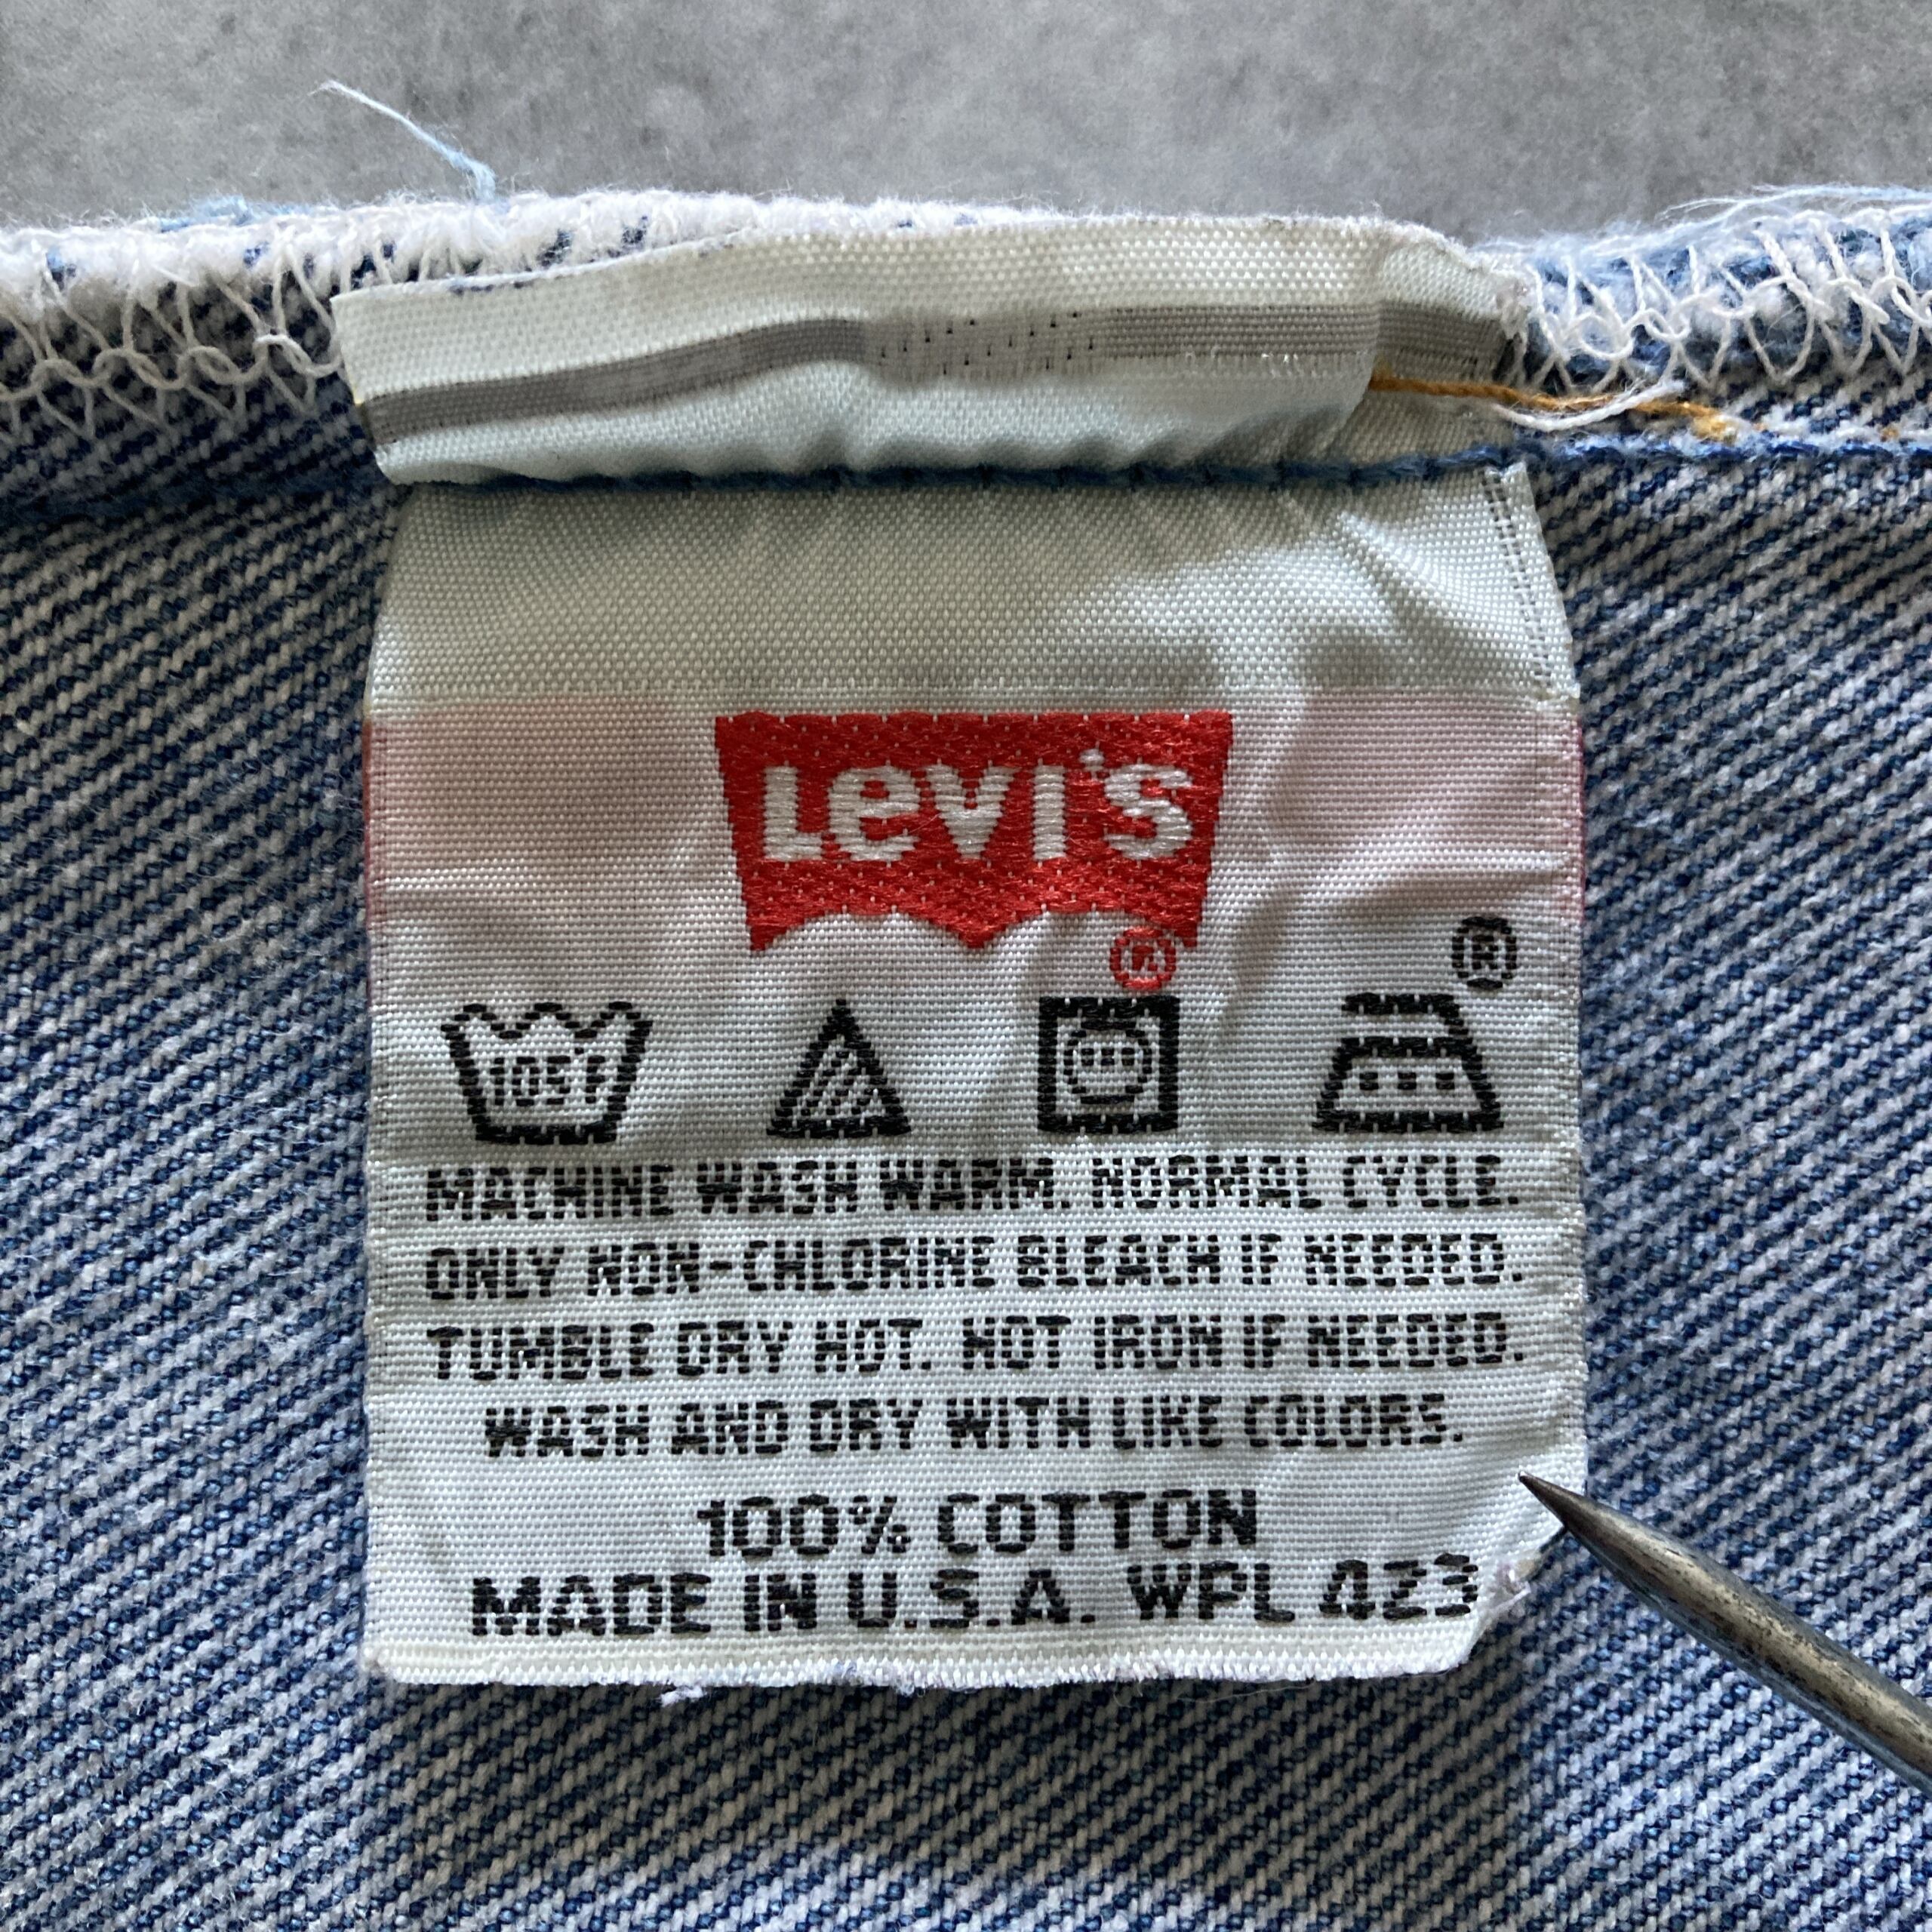 Levi's
®
®
105°F
MACHINE WASH WARM. NORMAL CYCLE.
ONLY NON-CHLORINE BLEACH IF NEEDED.
TUMBLE DRY HOT. HOT IRON IF NEEDED.
WASH AND DRY WITH LIKE COLORS.
100% COTTON
MADE IN U.S.A. WPL 423